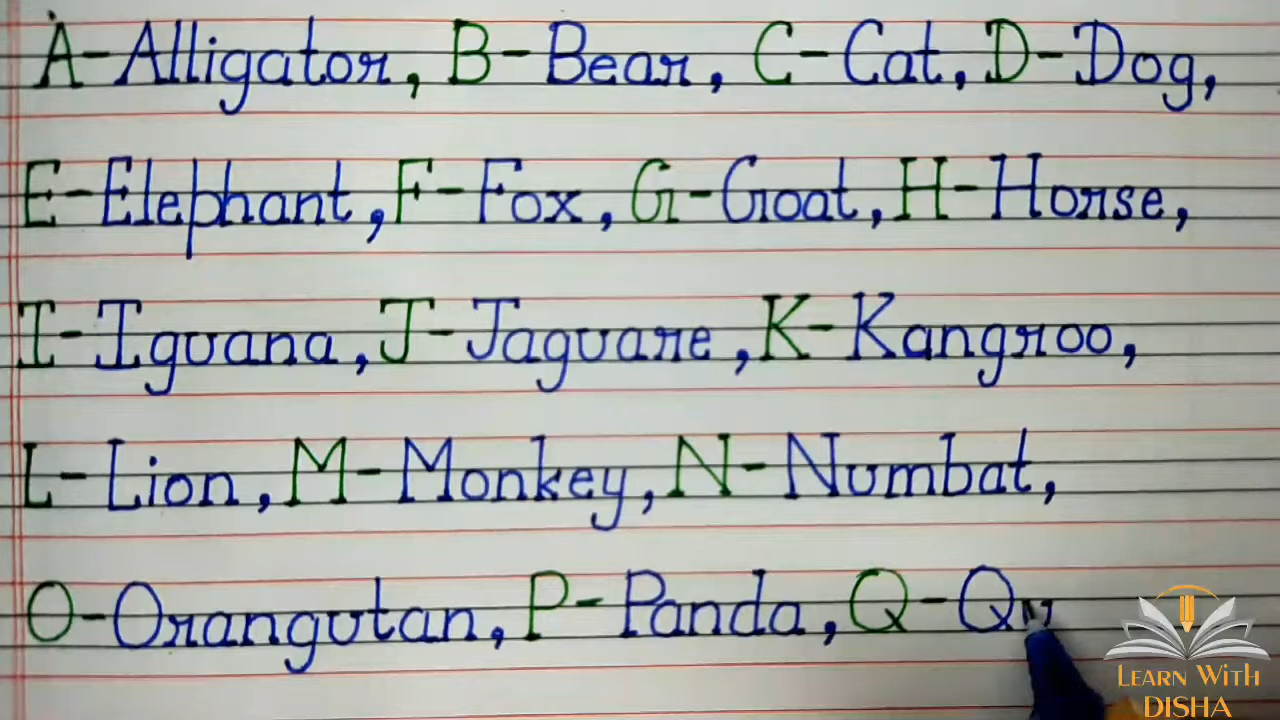 A-Alligator, B-Bear, C-Cat, D-Dog,
E-Elephant, F-Fox, G-Goat, H-Horse,
I-Iguana, J-Jaguare, K-Kangroo,
L-Lion, M-Monkey, N-Numbat,
O-Orangutan, P-Panda, Q-
LEARN WITH
DISHA